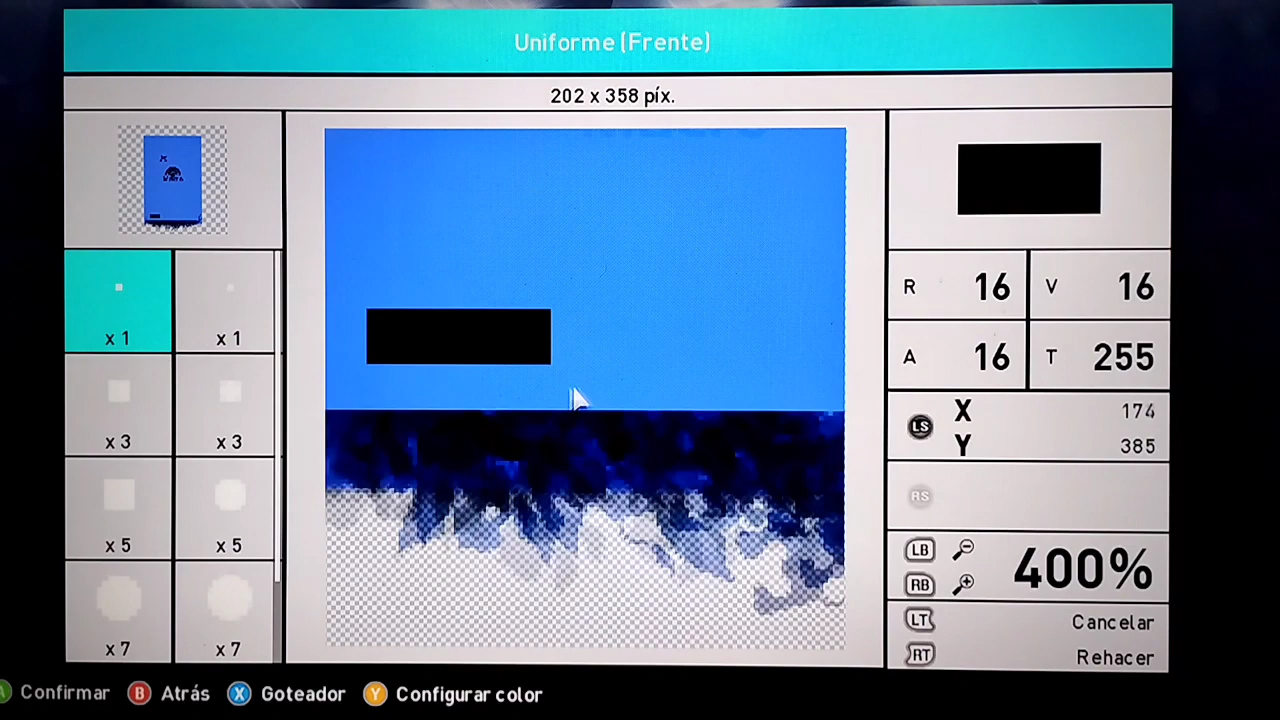 Uniforme (Frente)
202 x 358 píx.
x 1
x 1
x 3
x 3
x 5
x 5
x 7
x 7
R 16
V 16
A 16
T 255
LS X 174
Y 385
RS
LB
RB
400%
LT Cancelar
RT Rehacer
A Confirmar
B Atrás
X Goteador
Y Configurar color